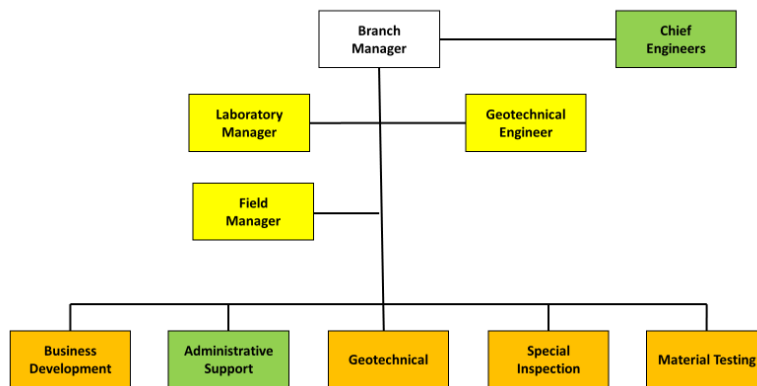 Branch
Manager
Chief
Engineers
Laboratory
Manager
Geotechnical
Engineer
Field
Manager
Business
Development
Administrative
Support
Geotechnical
Special
Inspection
Material Testing